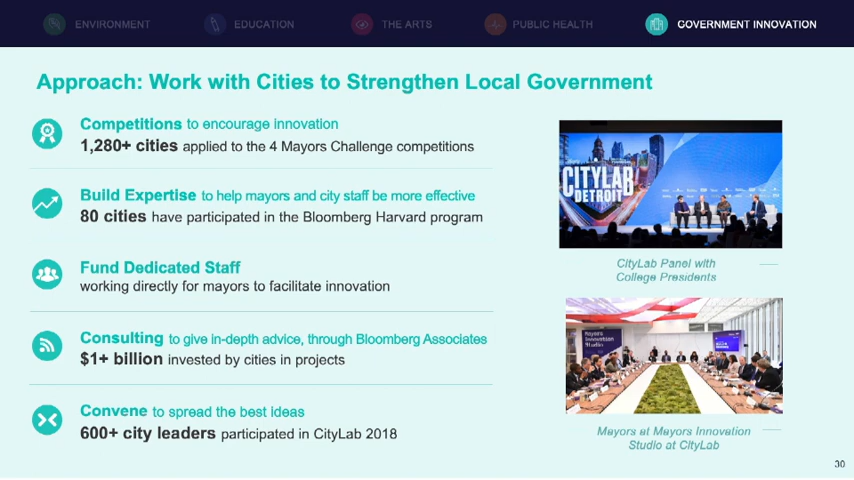 ENVIRONMENT
EDUCATION
THE ARTS
PUBLIC HEALTH
GOVERNMENT INNOVATION
Approach: Work with Cities to Strengthen Local Government
Competitions to encourage innovation
1,280+ cities applied to the 4 Mayors Challenge competitions
Build Expertise to help mayors and city staff be more effective
80 cities have participated in the Bloomberg Harvard program
Fund Dedicated Staff
working directly for mayors to facilitate innovation
Consulting to give in-depth advice, through Bloomberg Associates
$1+ billion invested by cities in projects
Convene to spread the best ideas
600+ city leaders participated in CityLab 2018
CITYLAB
DETROIT
CityLab Panel with
College Presidents
Mayors
Innovation
Studio
Mayors at Mayors Innovation
Studio at CityLab
30